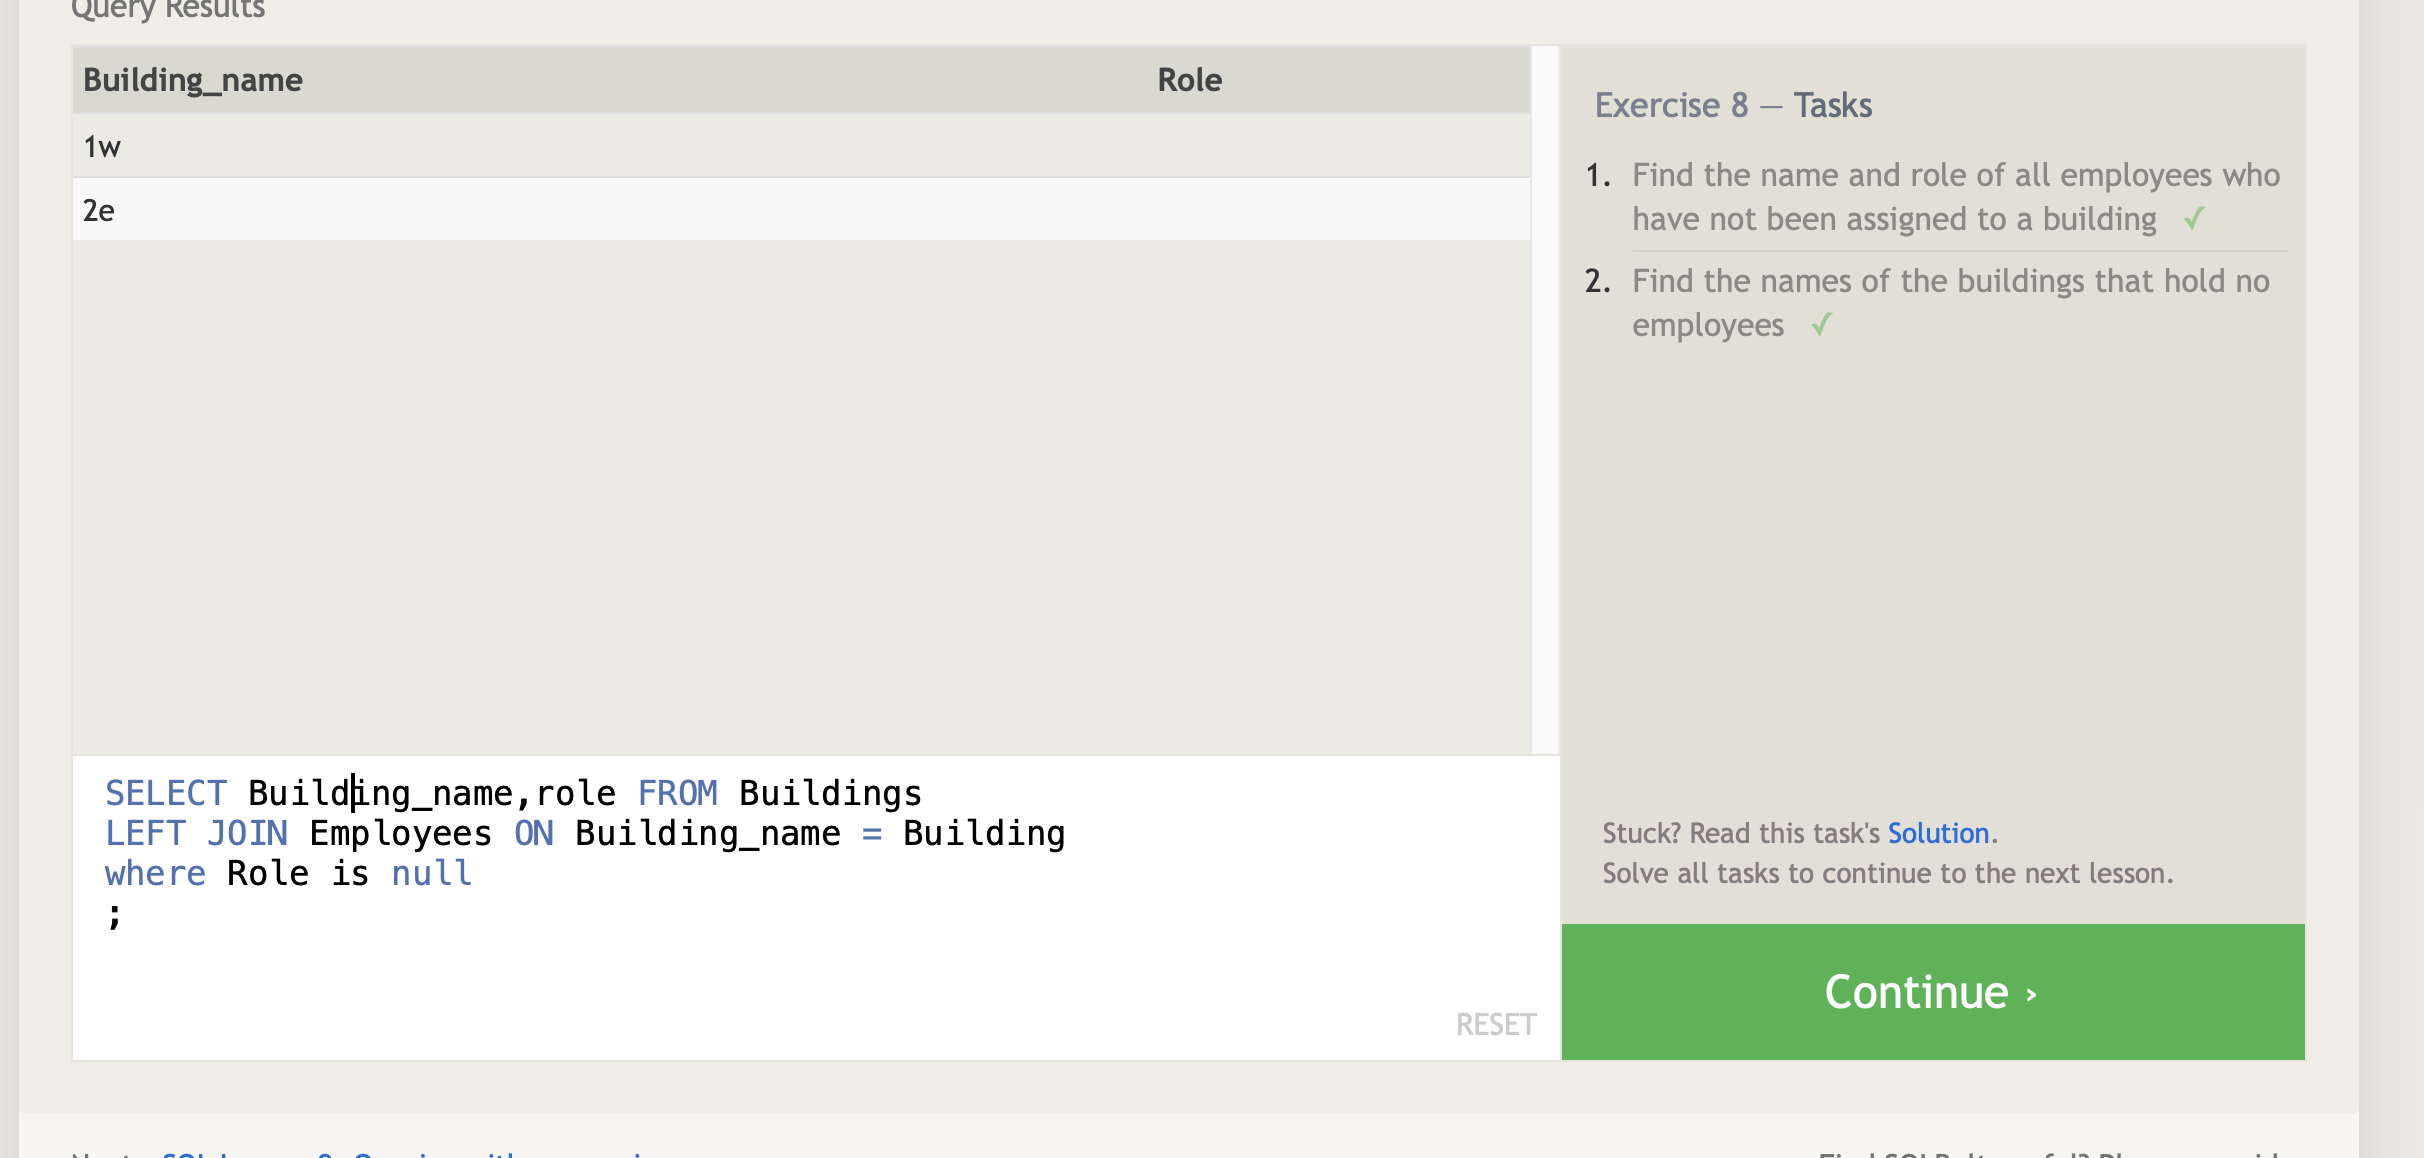 Query Results
Building_name Role
1w
2e
SELECT Building_name,role FROM Buildings
LEFT JOIN Employees ON Building_name = Building
where Role is null
;
RESET
Exercise 8 — Tasks
1. Find the name and role of all employees who
have not been assigned to a building ✓
2. Find the names of the buildings that hold no
employees ✓
Stuck? Read this task's Solution.
Solve all tasks to continue to the next lesson.
Continue ›